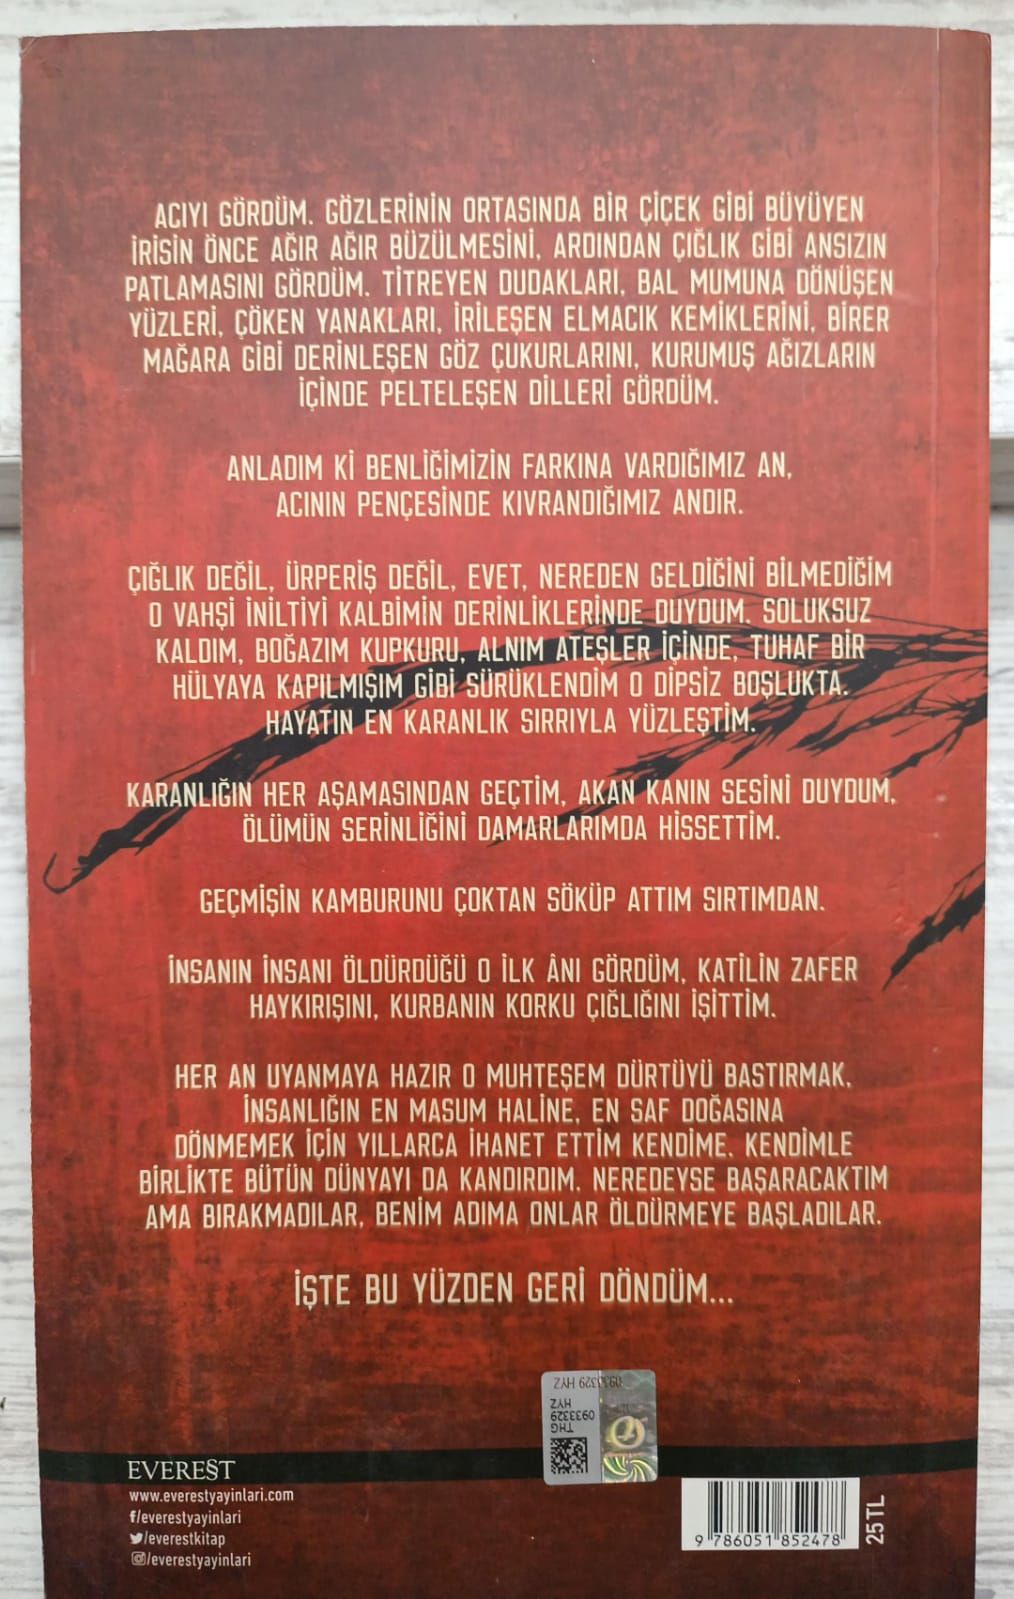 ACIYI GÖRDÜM. GÖZLERİNİN ORTASINDA BİR ÇİÇEK GİBİ BÜYÜYEN
İRİSİN ÖNCE AĞIR AĞIR BÜZÜLMESİNİ, ARDINDAN ÇIĞLIK GİBİ ANSIZIN
PATLAMASINI GÖRDÜM. TİTREYEN DUDAKLARI, BAL MUMUNA DÖNÜŞEN
YÜZLERİ, ÇÖKEN YANAKLARI, İRİLEŞEN ELMACIK KEMİKLERİNİ, BİRER
MAĞARA GİBİ DERİNLEŞEN GÖZ ÇUKURLARINI, KURUMUŞ AĞIZLARIN
İÇİNDE PELTELEŞEN DİLLERİ GÖRDÜM.
ANLADIM Kİ BENLİĞİMİZİN FARKINA VARDIĞIMIZ AN,
ACININ PENÇESİNDE KIVRANDIĞIMIZ ANDIR.
ÇIĞLIK DEĞİL, ÜRPERİŞ DEĞİL, EVET, NEREDEN GELDİĞİNİ BİLMEDİĞİM
O VAHŞİ İNİLTİYİ KALBİMİN DERİNLİKLERİNDE DUYDUM. SOLUKSUZ
KALDIM, BOĞAZIM KUPKURU, ALNIM ATEŞLER İÇİNDE, TUHAF BİR
HÜLYAYA KAPILMIŞIM GİBİ SÜRÜKLENDİM O DİPSİZ BOŞLUKTA.
HAYATIN EN KARANLIK SIRRIYLA YÜZLEŞTİM.
KARANLIĞIN HER AŞAMASINDAN GEÇTİM, AKAN KANIN SESİNİ DUYDUM,
ÖLÜMÜN SERİNLİĞİNİ DAMARLARIMDA HİSSETTİM.
GEÇMİŞİN KAMBURUNU ÇOKTAN SÖKÜP ATTIM SIRTIMDAN.
İNSANIN İNSANI ÖLDÜRDÜĞÜ O İLK ÂNI GÖRDÜM, KATİLİN ZAFER
HAYKIRIŞINI, KURBANIN KORKU ÇIĞLIĞINI İŞİTTİM.
HER AN UYANMAYA HAZIR O MUHTEŞEM DÜRTÜYÜ BASTIRMAK,
İNSANLIĞIN EN MASUM HALİNE, EN SAF DOĞASINA
DÖNMEMEK İÇİN YILLARCA İHANET ETTİM KENDİME. KENDİMLE
BİRLİKTE BÜTÜN DÜNYAYI DA KANDIRDIM. NEREDEYSE BAŞARACAKTIM
AMA BIRAKMADILAR, BENİM ADIMA ONLAR ÖLDÜRMEYE BAŞLADILAR.
İŞTE BU YÜZDEN GERİ DÖNDÜM...
0933329 HYZ
HYZ
0933329
THG
EVEREST
www.everestyayinlari.com
f/everestyayinlari
/everestkitap
/everestyayinlari
9 786051 852478
25 TL